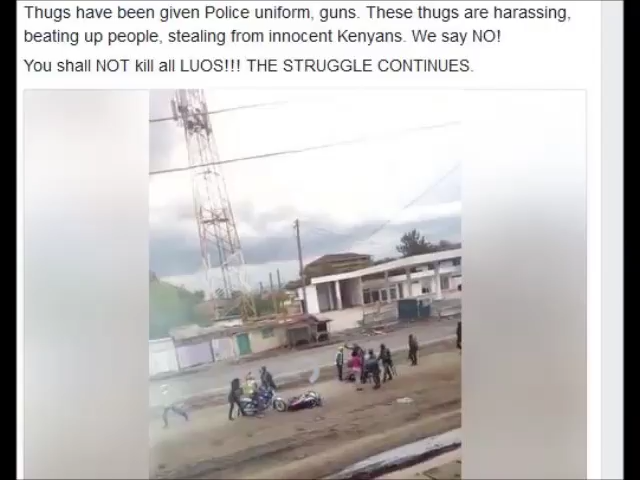 Thugs have been given Police uniform, guns. These thugs are harassing,
beating up people, stealing from innocent Kenyans. We say NO!
You shall NOT kill all LUOS!!! THE STRUGGLE CONTINUES.